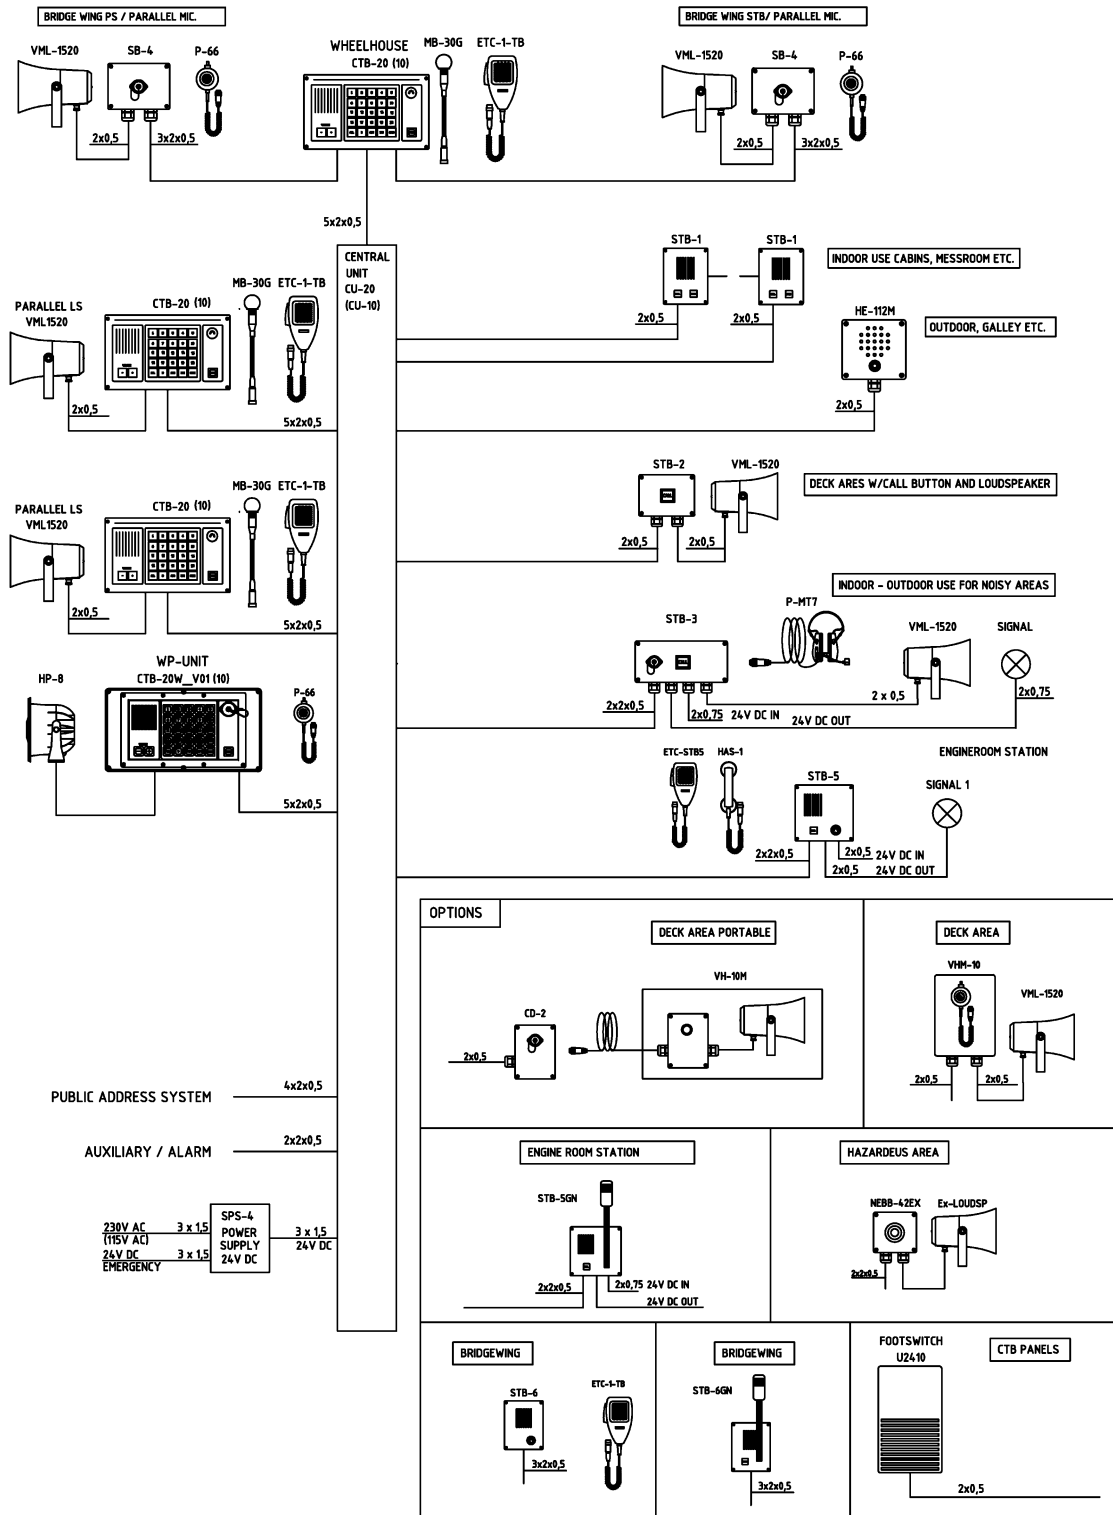 BRIDGE WING PS / PARALLEL MIC.
VML-1520
SB-4
P-66
2x0,5
3x2x0,5
WHEELHOUSE
CTB-20 (10)
MB-30G
ETC-1-TB
BRIDGE WING STB/ PARALLEL MIC.
VML-1520
SB-4
P-66
2x0,5
3x2x0,5
5x2x0,5
CENTRAL
UNIT
CU-20
(CU-10)
PARALLEL LS
VML1520
CTB-20 (10)
MB-30G
ETC-1-TB
2x0,5
5x2x0,5
STB-1
STB-1
INDOOR USE CABINS, MESSROOM ETC.
2x0,5
2x0,5
HE-112M
OUTDOOR, GALLEY ETC.
2x0,5
PARALLEL LS
VML1520
CTB-20 (10)
MB-30G
ETC-1-TB
2x0,5
5x2x0,5
STB-2
VML-1520
DECK ARES W/CALL BUTTON AND LOUDSPEAKER
2x0,5
2x0,5
INDOOR - OUTDOOR USE FOR NOISY AREAS
STB-3
P-MT7
VML-1520
SIGNAL
2x2x0,5
2x0,75
24V DC IN
2 x 0,5
24V DC OUT
2x0,75
WP-UNIT
HP-8
CTB-20W_V01 (10)
P-66
5x2x0,5
ENGINEROOM STATION
ETC-STB5
HAS-1
STB-5
SIGNAL 1
2x2x0,5
2x0,5
24V DC IN
2x0,5
24V DC OUT
OPTIONS
DECK AREA PORTABLE
VH-10M
CD-2
2x0,5
DECK AREA
VHM-10
VML-1520
2x0,5
2x0,5
PUBLIC ADDRESS SYSTEM
4x2x0,5
AUXILIARY / ALARM
2x2x0,5
230V AC
(115V AC)
24V DC
EMERGENCY
3 x 1,5
3 x 1,5
SPS-4
POWER
SUPPLY
24V DC
3 x 1,5
24V DC
ENGINE ROOM STATION
STB-5GN
2x2x0,5
2x0,75
24V DC IN
24V DC OUT
HAZARDEUS AREA
NEBB-42EX
Ex-LOUDSP
2x2x0,5
BRIDGEWING
STB-6
ETC-1-TB
3x2x0,5
BRIDGEWING
STB-6GN
3x2x0,5
FOOTSWITCH
U2410
CTB PANELS
2x0,5